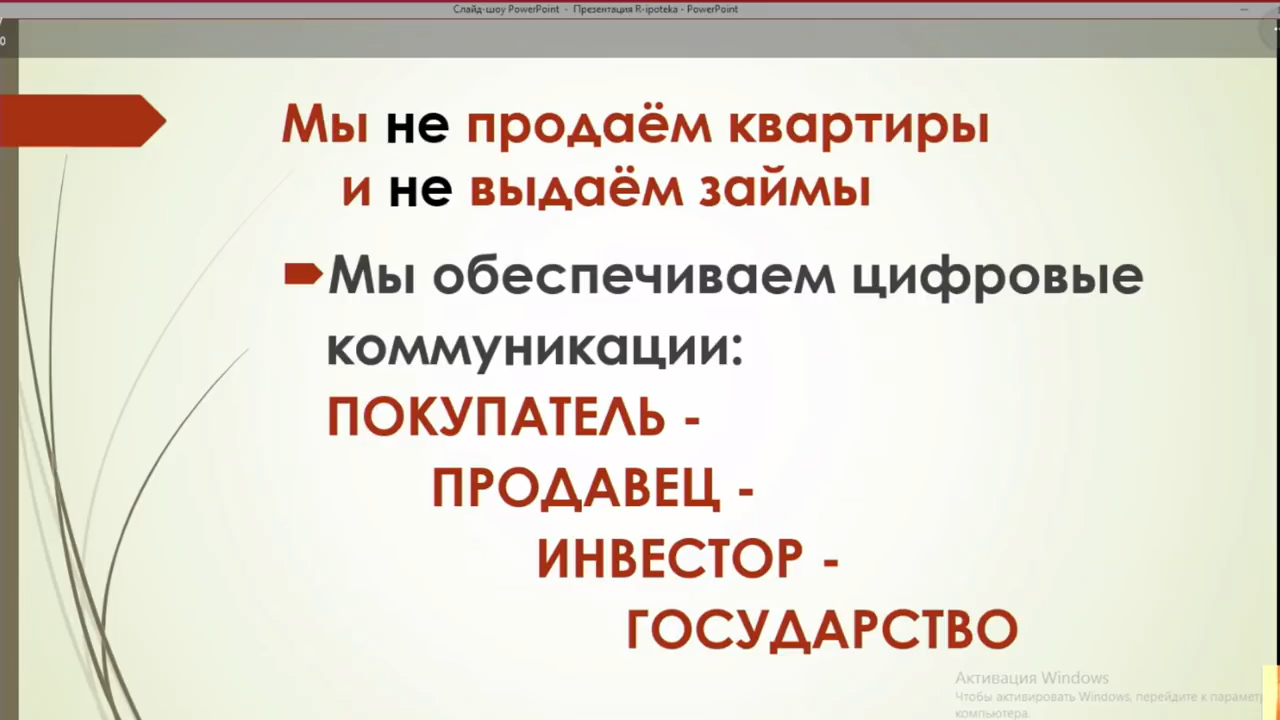 Слайд-шоу PowerPoint - Презентация R-ipoteka - PowerPoint
Мы не продаём квартиры
и не выдаём займы
Мы обеспечиваем цифровые
коммуникации:
ПОКУПАТЕЛЬ -
ПРОДАВЕЦ -
ИНВЕСТОР -
ГОСУДАРСТВО
Активация Windows
Чтобы активировать Windows, перейдите к
компьютера.